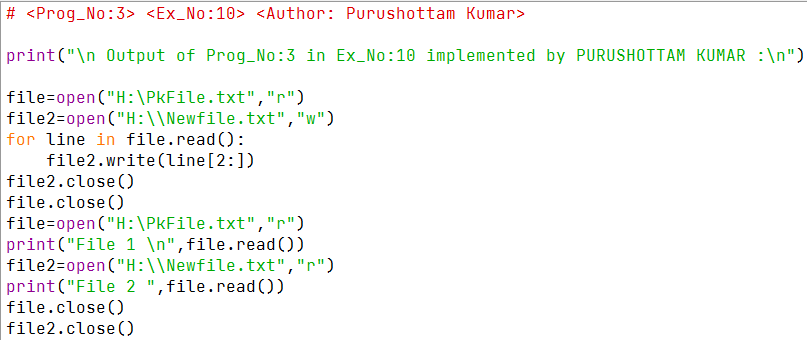 # <Prog_No:3> <Ex_No:10> <Author: Purushottam Kumar>
print("\n Output of Prog_No:3 in Ex_No:10 implemented by PURUSHOTTAM KUMAR :\n")
file=open("H:\PkFile.txt","r")
file2=open("H:\\Newfile.txt","w")
for line in file.read():
    file2.write(line[2:])
file2.close()
file.close()
file=open("H:\PkFile.txt","r")
print("File 1 \n",file.read())
file2=open("H:\\Newfile.txt","r")
print("File 2 ",file.read())
file.close()
file2.close()